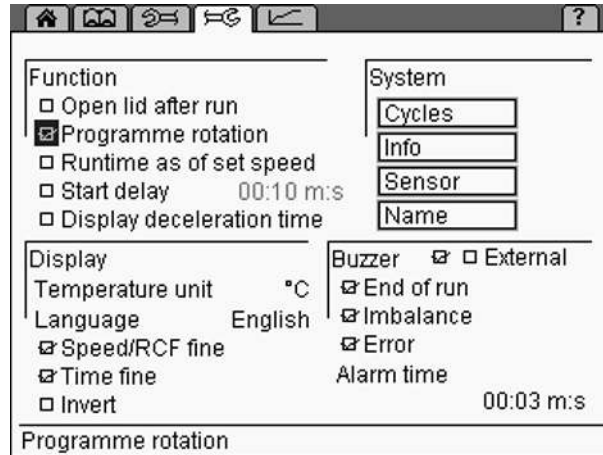 ?
Function
Open lid after run
Programme rotation
Runtime as of set speed
Start delay 00:10 m:s
Display deceleration time
System
Cycles
Info
Sensor
Name
Display
Temperature unit °C
Language English
Speed/RCF fine
Time fine
Invert
Buzzer External
End of run
Imbalance
Error
Alarm time
00:03 m:s
Programme rotation